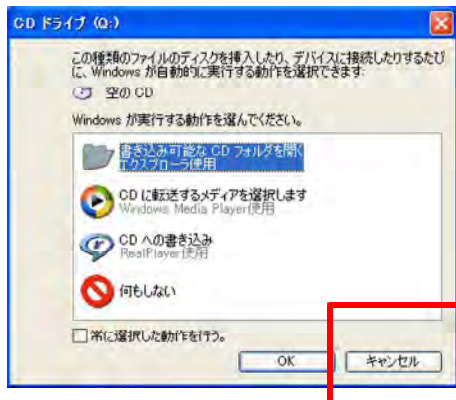 CD ドライブ (Q:)
この種類のファイルのディスクを挿入したり、デバイスに接続したりするたび
に、Windows が自動的に実行する動作を選択できます:
空の CD
Windows が実行する動作を選んでください。
書き込み可能な CD フォルダを開く
エクスプローラ使用
CD に転送するメディアを選択します
Windows Media Player使用
CD への書き込み
RealPlayer使用
何もしない
常に選択した動作を行う。
OK
キャンセル